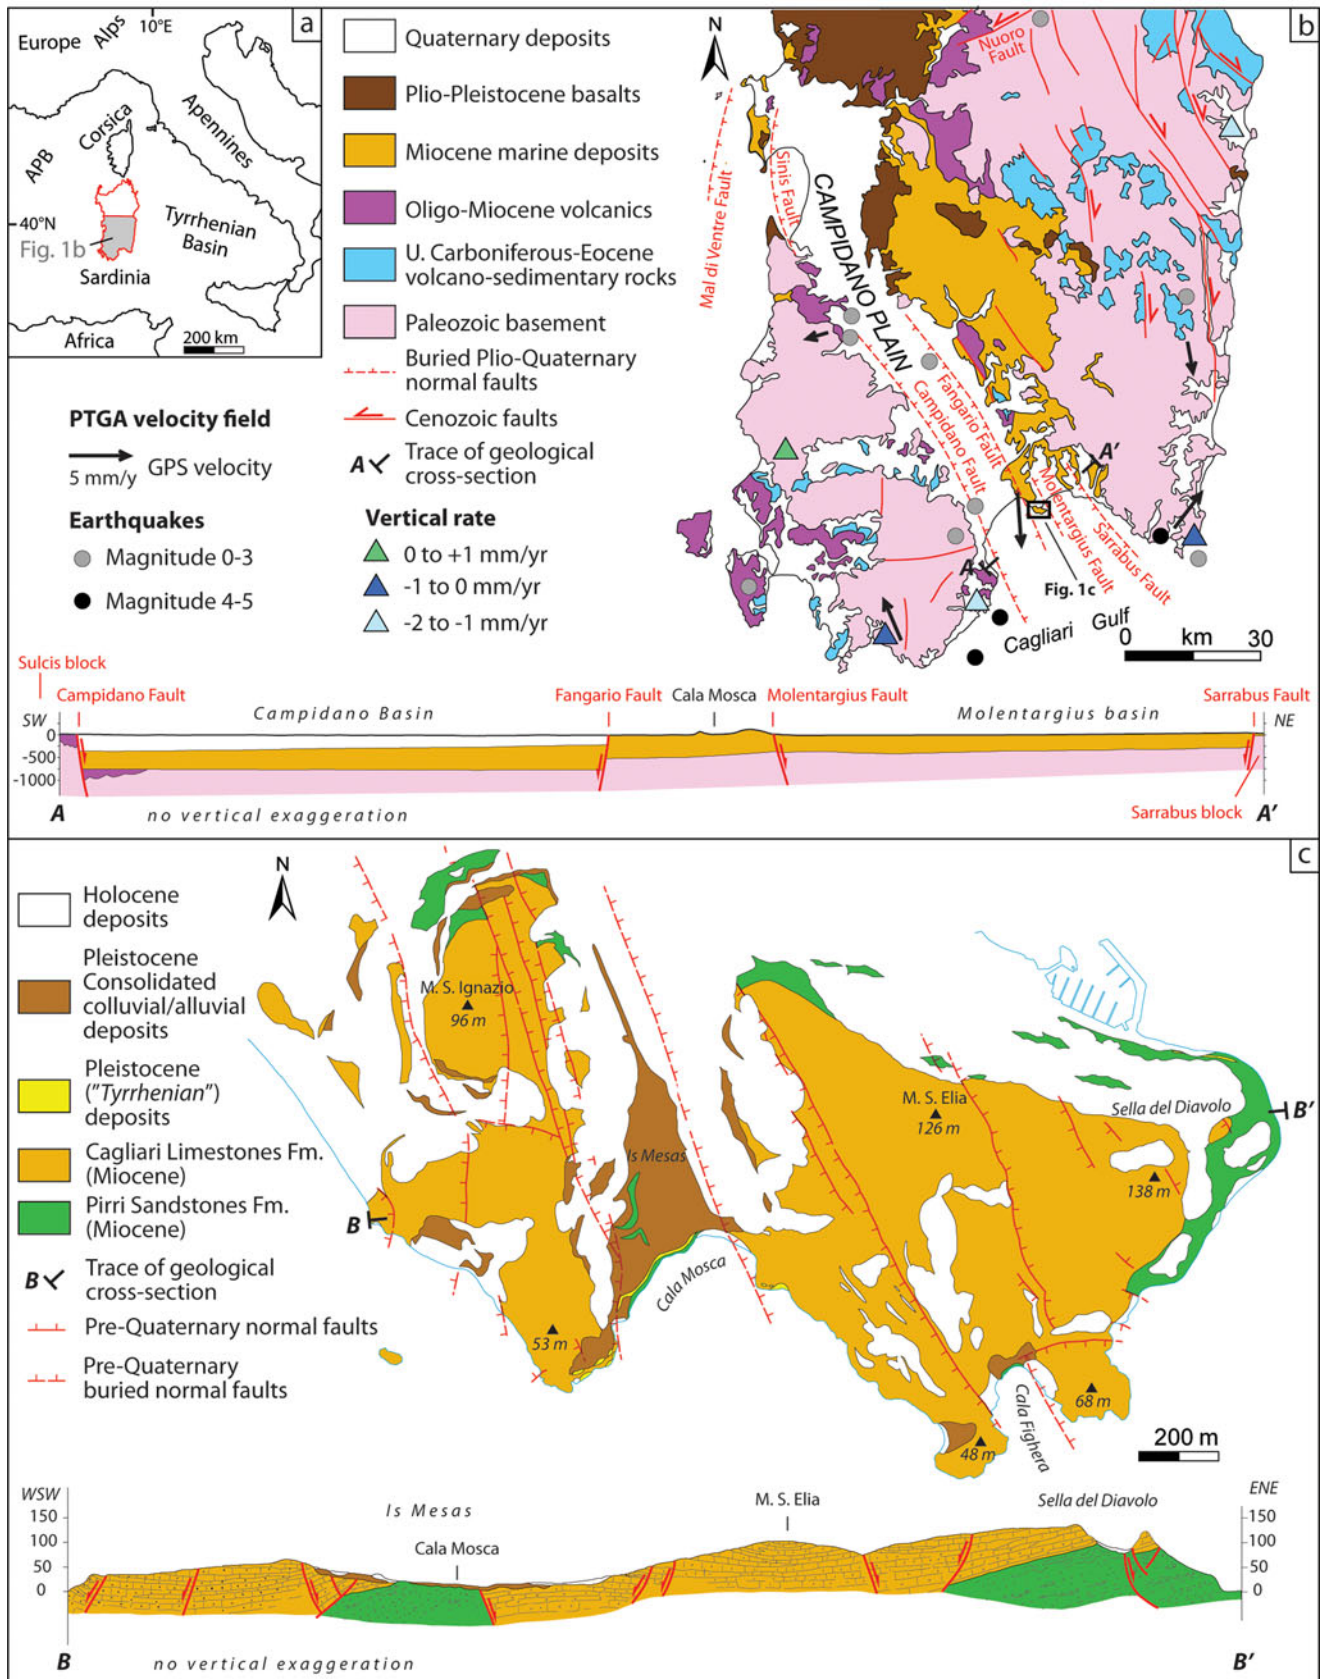 a
10°E
Europe
Alps
Corsica
Apennines
APB
40°N
Fig. 1b
Tyrrhenian
Basin
Sardinia
Africa
200 km
Quaternary deposits
Plio-Pleistocene basalts
Miocene marine deposits
Oligo-Miocene volcanics
U. Carboniferous-Eocene
volcano-sedimentary rocks
Paleozoic basement
Buried Plio-Quaternary
normal faults
Cenozoic faults
A
Trace of geological
cross-section
PTGA velocity field
5 mm/y
GPS velocity
Earthquakes
Magnitude 0-3
Magnitude 4-5
Vertical rate
0 to +1 mm/yr
-1 to 0 mm/yr
-2 to -1 mm/yr
b
N
Nuoro
Fault
Mal di Ventre Fault
Sinis Fault
CAMPIDANO PLAIN
Fangario Fault
Campidano Fault
Molentargius Fault
Sarrabus Fault
A'
A
Fig. 1c
Cagliari Gulf
0 km 30
Sulcis block
Campidano Fault
Fangario Fault
Cala Mosca
Molentargius Fault
Sarrabus Fault
SW
Campidano Basin
Molentargius basin
NE
0
-500
-1000
Sarrabus block
A
no vertical exaggeration
A'
c
N
Holocene
deposits
Pleistocene
Consolidated
colluvial/alluvial
deposits
Pleistocene
("Tyrrhenian")
deposits
Cagliari Limestones Fm.
(Miocene)
Pirri Sandstones Fm.
(Miocene)
B
Trace of geological
cross-section
Pre-Quaternary normal faults
Pre-Quaternary
buried normal faults
M. S. Ignazio
96 m
Is Mesas
M. S. Elia
126 m
Sella del Diavolo
B'
138 m
B
Cala Mosca
53 m
68 m
Cala Fighera
48 m
200 m
WSW
Is Mesas
M. S. Elia
Sella del Diavolo
ENE
150
100
50
0
Cala Mosca
150
100
50
0
B
no vertical exaggeration
B'